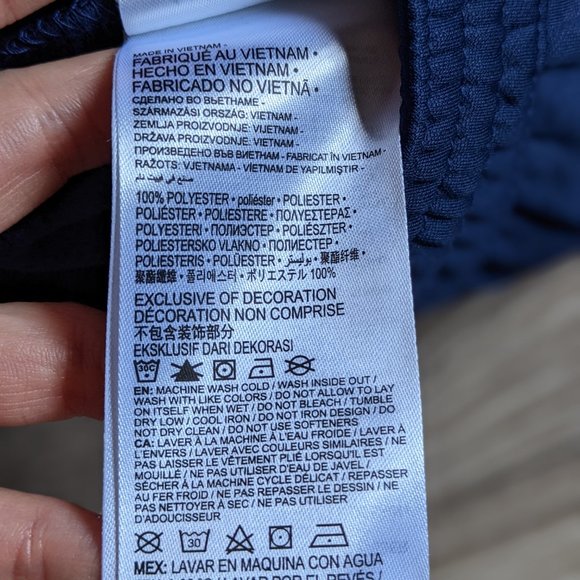 MADE IN VIETNAM •
FABRIQUÉ AU VIETNAM •
HECHO EN VIETNAM •
FABRICADO NO VIETNÃ •
СДЕЛАНО ВО ВЬЕТНАМЕ •
SZÁRMAZÁSI ORSZÁG: VIETNAM •
ZEMLJA PROIZVODNJE: VIJETNAM •
DRŽAVA PROIZVODNJE: VIETNAM •
ПРОИЗВЕДЕНО ВЪВ ВИЕТНАМ • FABRICAT ÎN VIETNAM •
RAŽOTS: VJETNAMA • VIETNAM DE YAPILMIŞTIR •
صنع في فييت نام
100% POLYESTER • poliéster • POLIESTER •
POLIÉSTER • POLIESTERE • ΠΟΛΥΕΣΤΕΡΑΣ •
POLYESTERI • ПОЛИЭСТЕР • POLIÉSZTER •
POLIESTERSKO VLAKNO • ПОЛИЕСТЕР •
POLIESTERIS • POLÜESTER • بوليستر • 聚酯纤维 •
聚酯纖維 • 폴리에스터 • ポリエステル 100%
EXCLUSIVE OF DECORATION
DÉCORATION NON COMPRISE
不包含装饰部分
EKSKLUSIF DARI DEKORASI
30C
EN: MACHINE WASH COLD / WASH INSIDE OUT /
WASH WITH LIKE COLORS / DO NOT ALLOW TO LAY
ON ITSELF WHEN WET / DO NOT BLEACH / TUMBLE
DRY LOW / COOL IRON / DO NOT IRON DESIGN / DO
NOT DRY CLEAN / DO NOT USE SOFTENERS
CA: LAVER À LA MACHINE À L'EAU FROIDE / LAVER À
L'ENVERS / LAVER AVEC COULEURS SIMILAIRES / NE
PAS LAISSER LE VÊTEMENT PLIÉ LORSQU'IL EST
MOUILLÉ / NE PAS UTILISER D'EAU DE JAVEL /
SÉCHER À LA MACHINE CYCLE DÉLICAT / REPASSER
AU FER FROID / NE PAS REPASSER LE DESSIN / NE
PAS NETTOYER À SEC / NE PAS UTILISER
D'ADOUCISSEUR
30
MEX: LAVAR EN MAQUINA CON AGUA